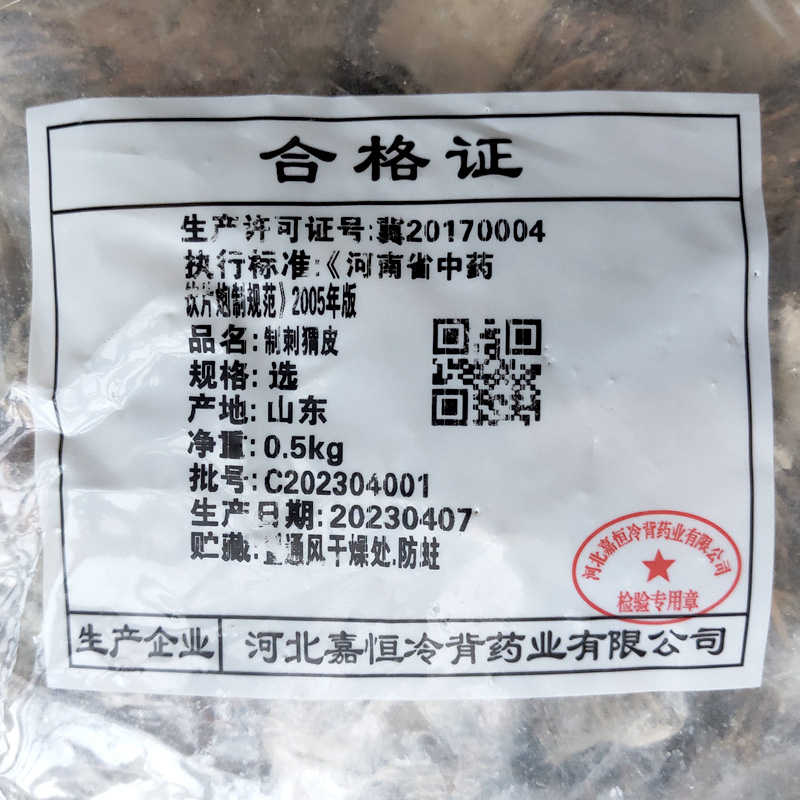 合格证
生产许可证号:冀20170004
执行标准:《河南省中药
饮片炮制规范》2005年版
品名:制刺猬皮
规格:选
产地:山东
净重:0.5kg
批号:C202304001
生产日期:20230407
贮藏:置通风干燥处.防蛀
河北嘉恒冷背药业有限公司
检验专用章
生产企业 河北嘉恒冷背药业有限公司